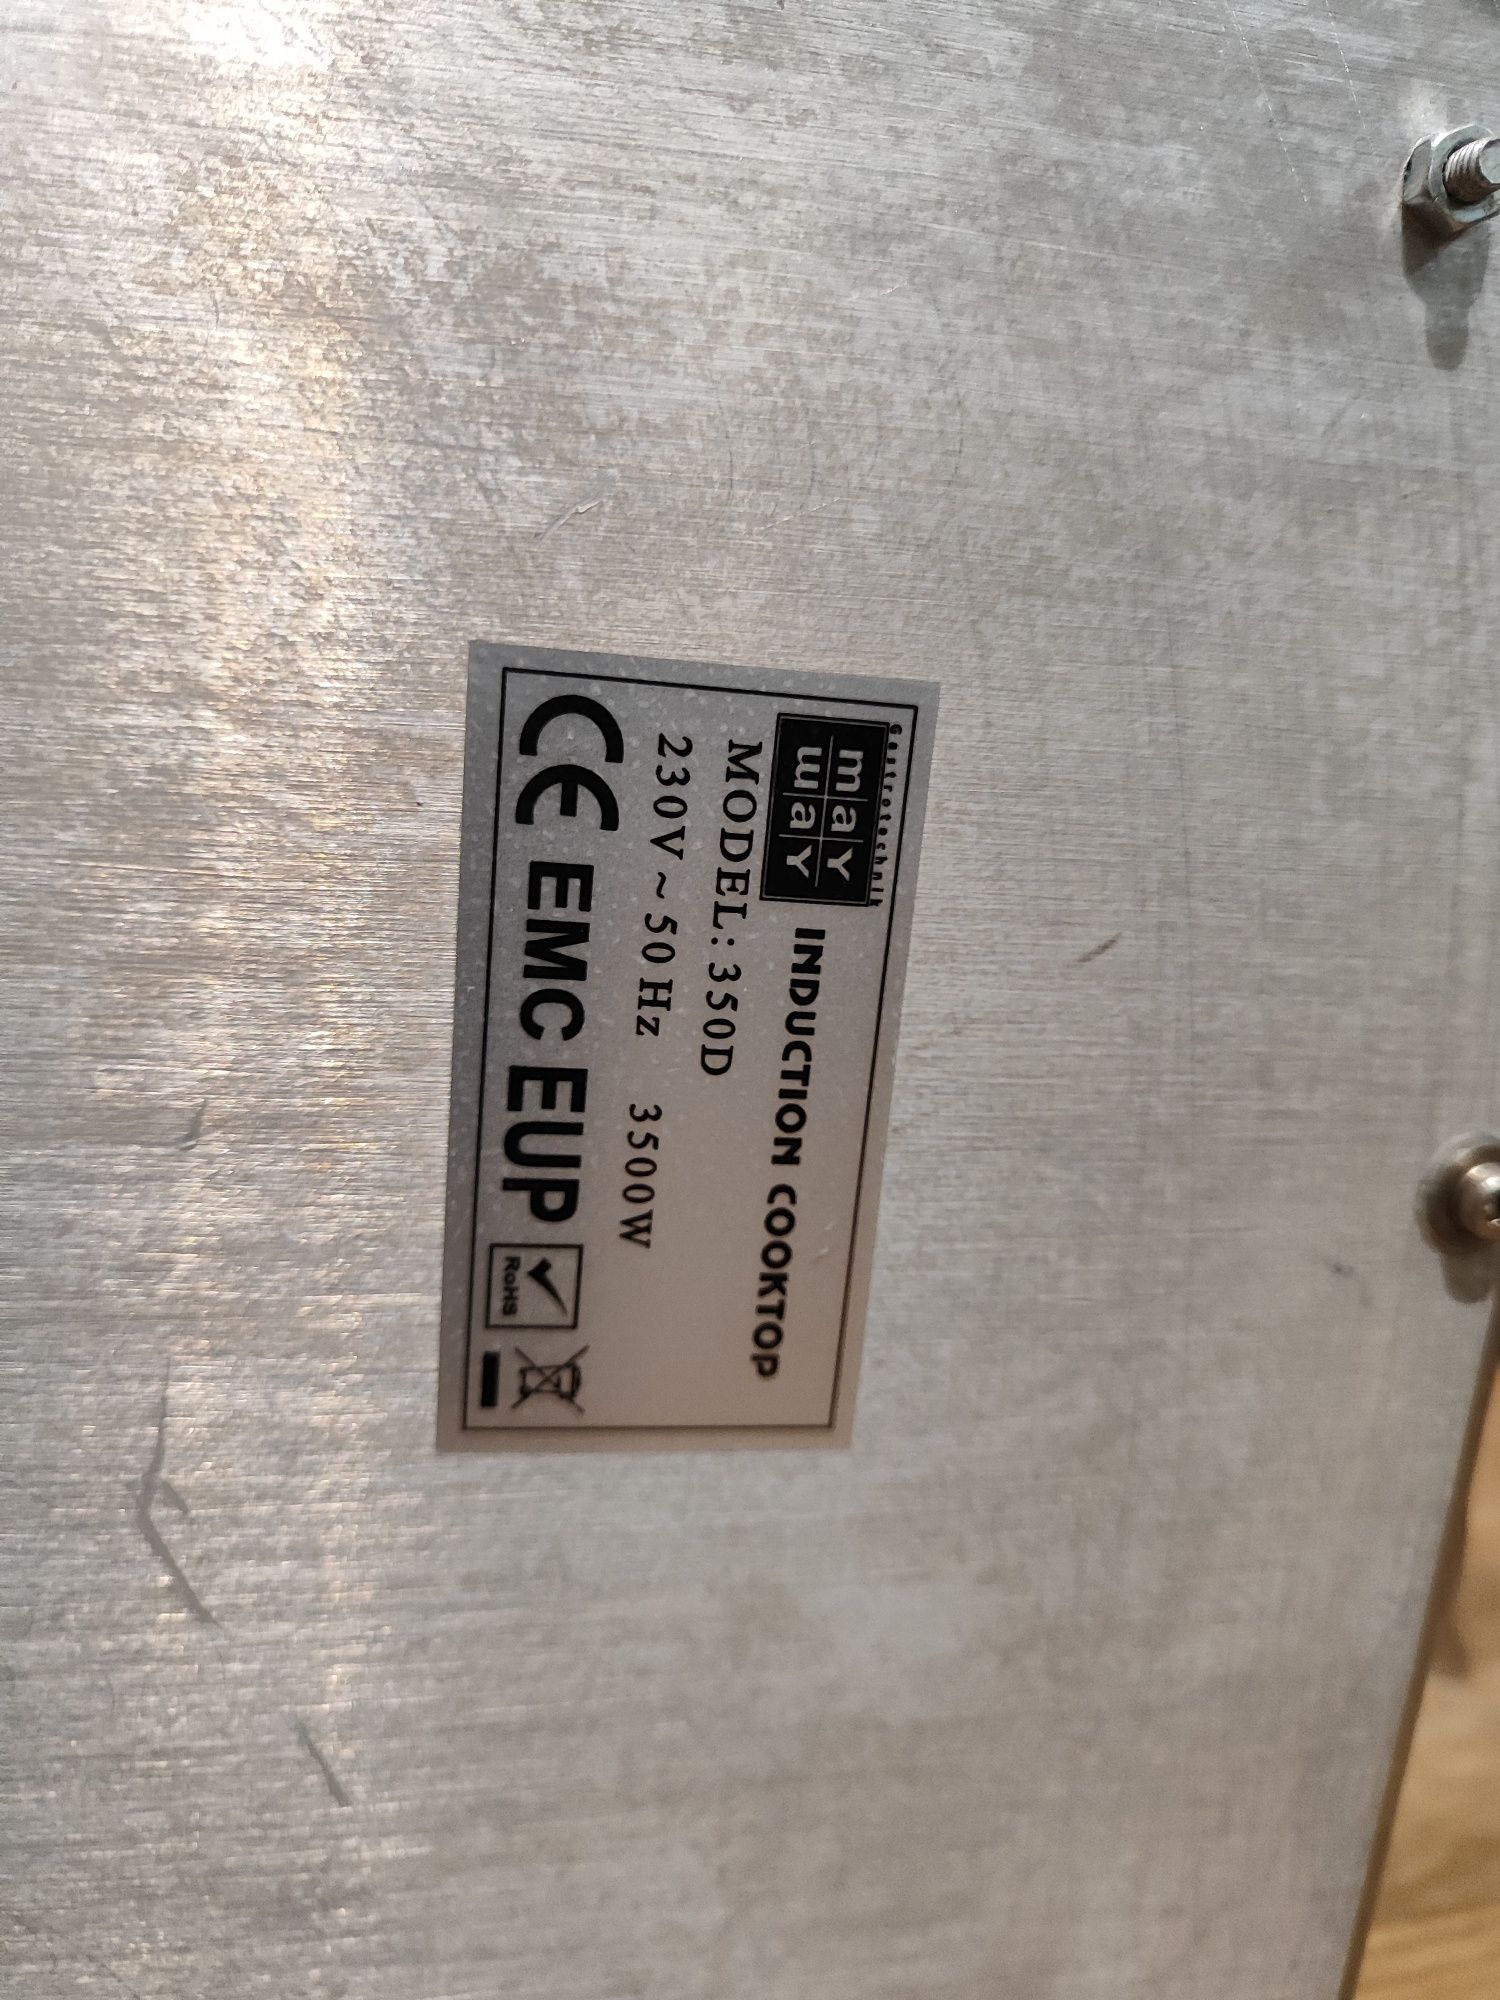 Gastrotechnik
may
way
INDUCTION COOKTOP
MODEL: 350D
230V ~ 50 Hz 3500W
CE EMC EUP RoHS